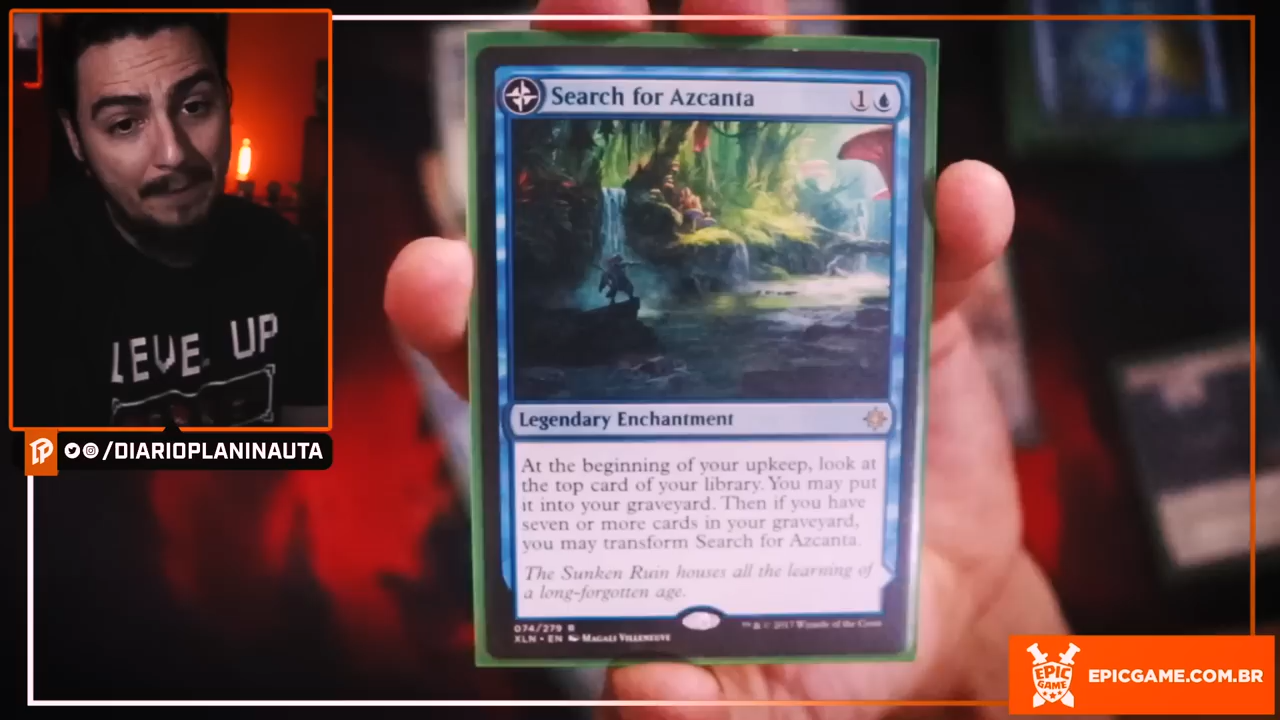 LEVE UP
/DIARIOPLANINAUTA
Search for Azcanta
1
Legendary Enchantment
At the beginning of your upkeep, look at
the top card of your library. You may put
it into your graveyard. Then if you have
seven or more cards in your graveyard,
you may transform Search for Azcanta.
The Sunken Ruin houses all the learning of
a long-forgotten age.
074/279 R
XLN • EN MAGALI VILLENEUVE
™ & © 2017 Wizards of the Coast
EPIC
GAME
EPICGAME.COM.BR